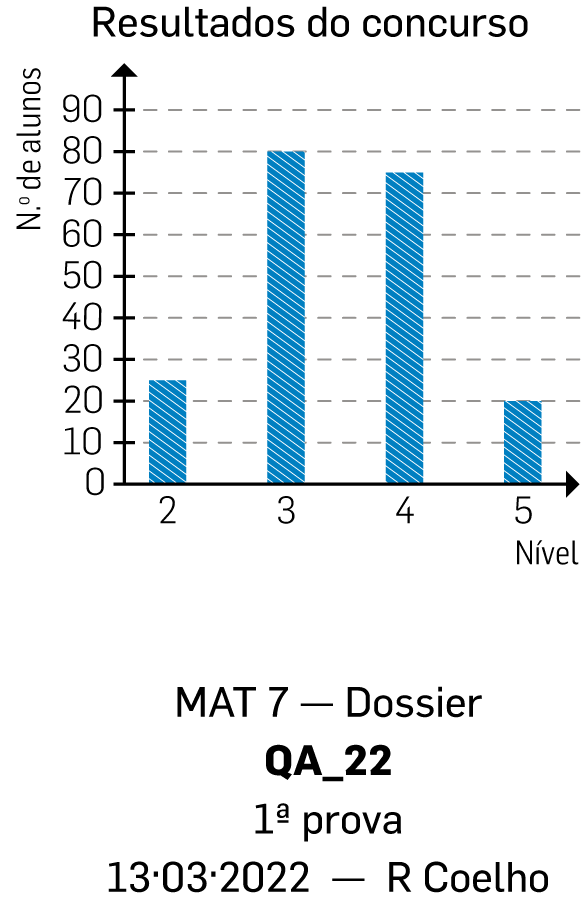 Resultados do concurso
N.º de alunos
90
80
70
60
50
40
30
20
10
0
2 3 4 5
Nível
MAT 7 — Dossier
QA_22
1ª prova
13·03·2022 — R Coelho